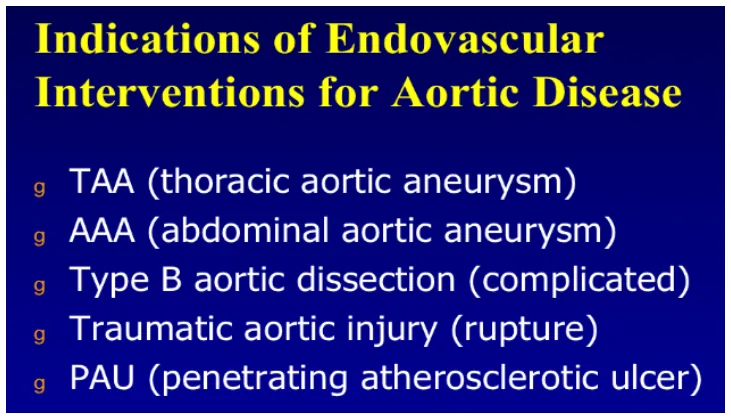 Indications of Endovascular
Interventions for Aortic Disease
g TAA (thoracic aortic aneurysm)
g AAA (abdominal aortic aneurysm)
g Type B aortic dissection (complicated)
g Traumatic aortic injury (rupture)
g PAU (penetrating atherosclerotic ulcer)